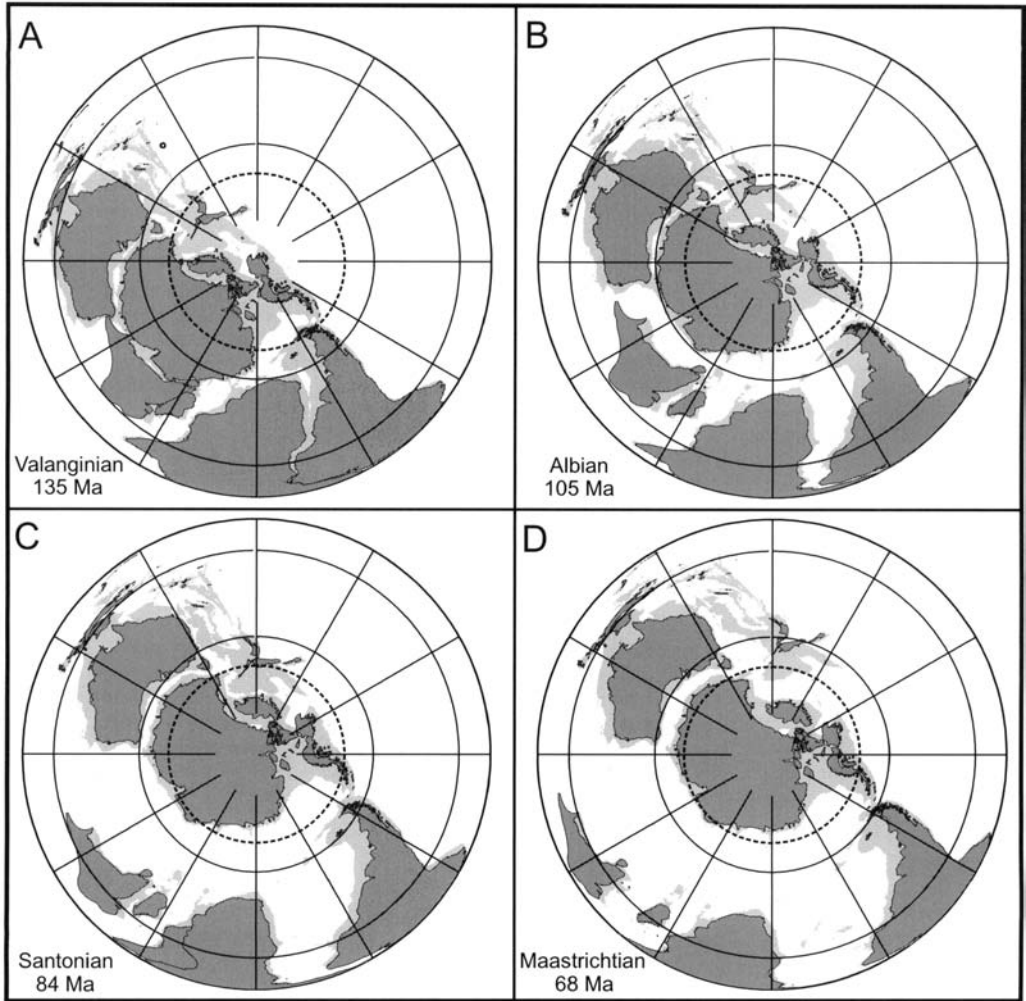 A
Valanginian
135 Ma
B
Albian
105 Ma
C
Santonian
84 Ma
D
Maastrichtian
68 Ma